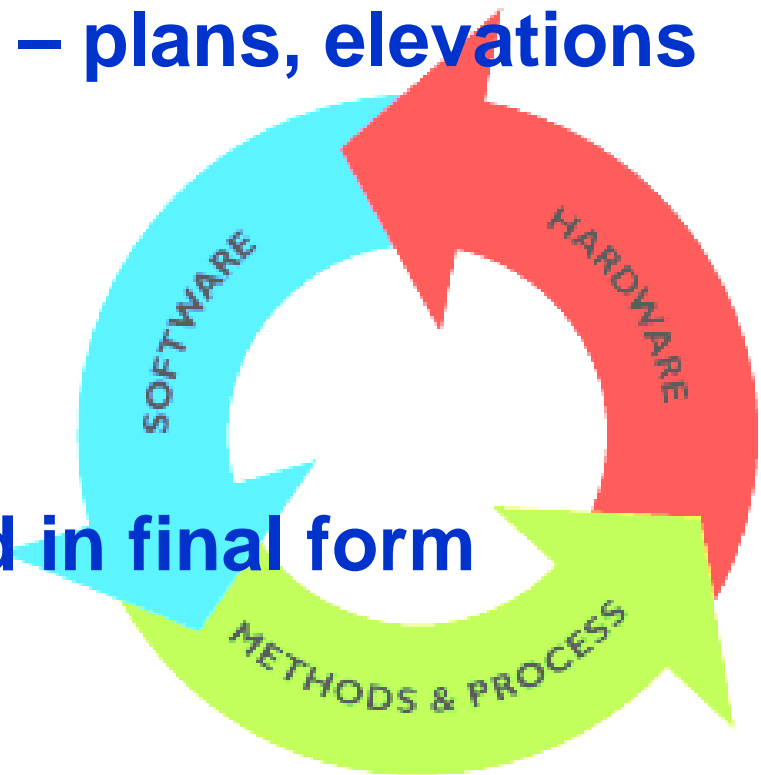 – plans, elevations
HARDWARE
SOFTWARE
d in final form
METHODS & PROCESS